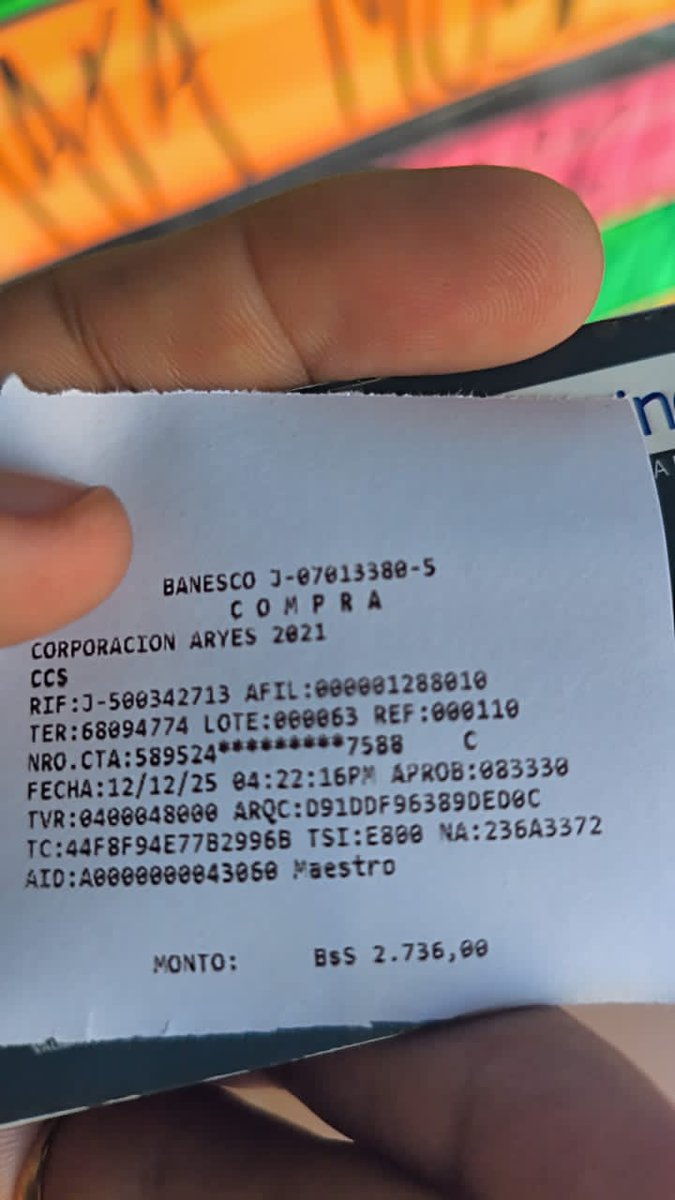 BANESCO J-07013380-5
C O M P R A
CORPORACION ARYES 2021
CCS
RIF:J-500342713 AFIL:000001288010
TER:68094774 LOTE:000063 REF:000110
NRO.CTA:589524*********7588 C
FECHA:12/12/25 04:22:16PM APROB:083330
TVR:0400048000 ARQC:D91DDF96389DED0C
TC:44F8F94E77B2996B TSI:E800 NA:236A3372
AID:A0000000043060 Maestro
MONTO: BsS 2.736,00